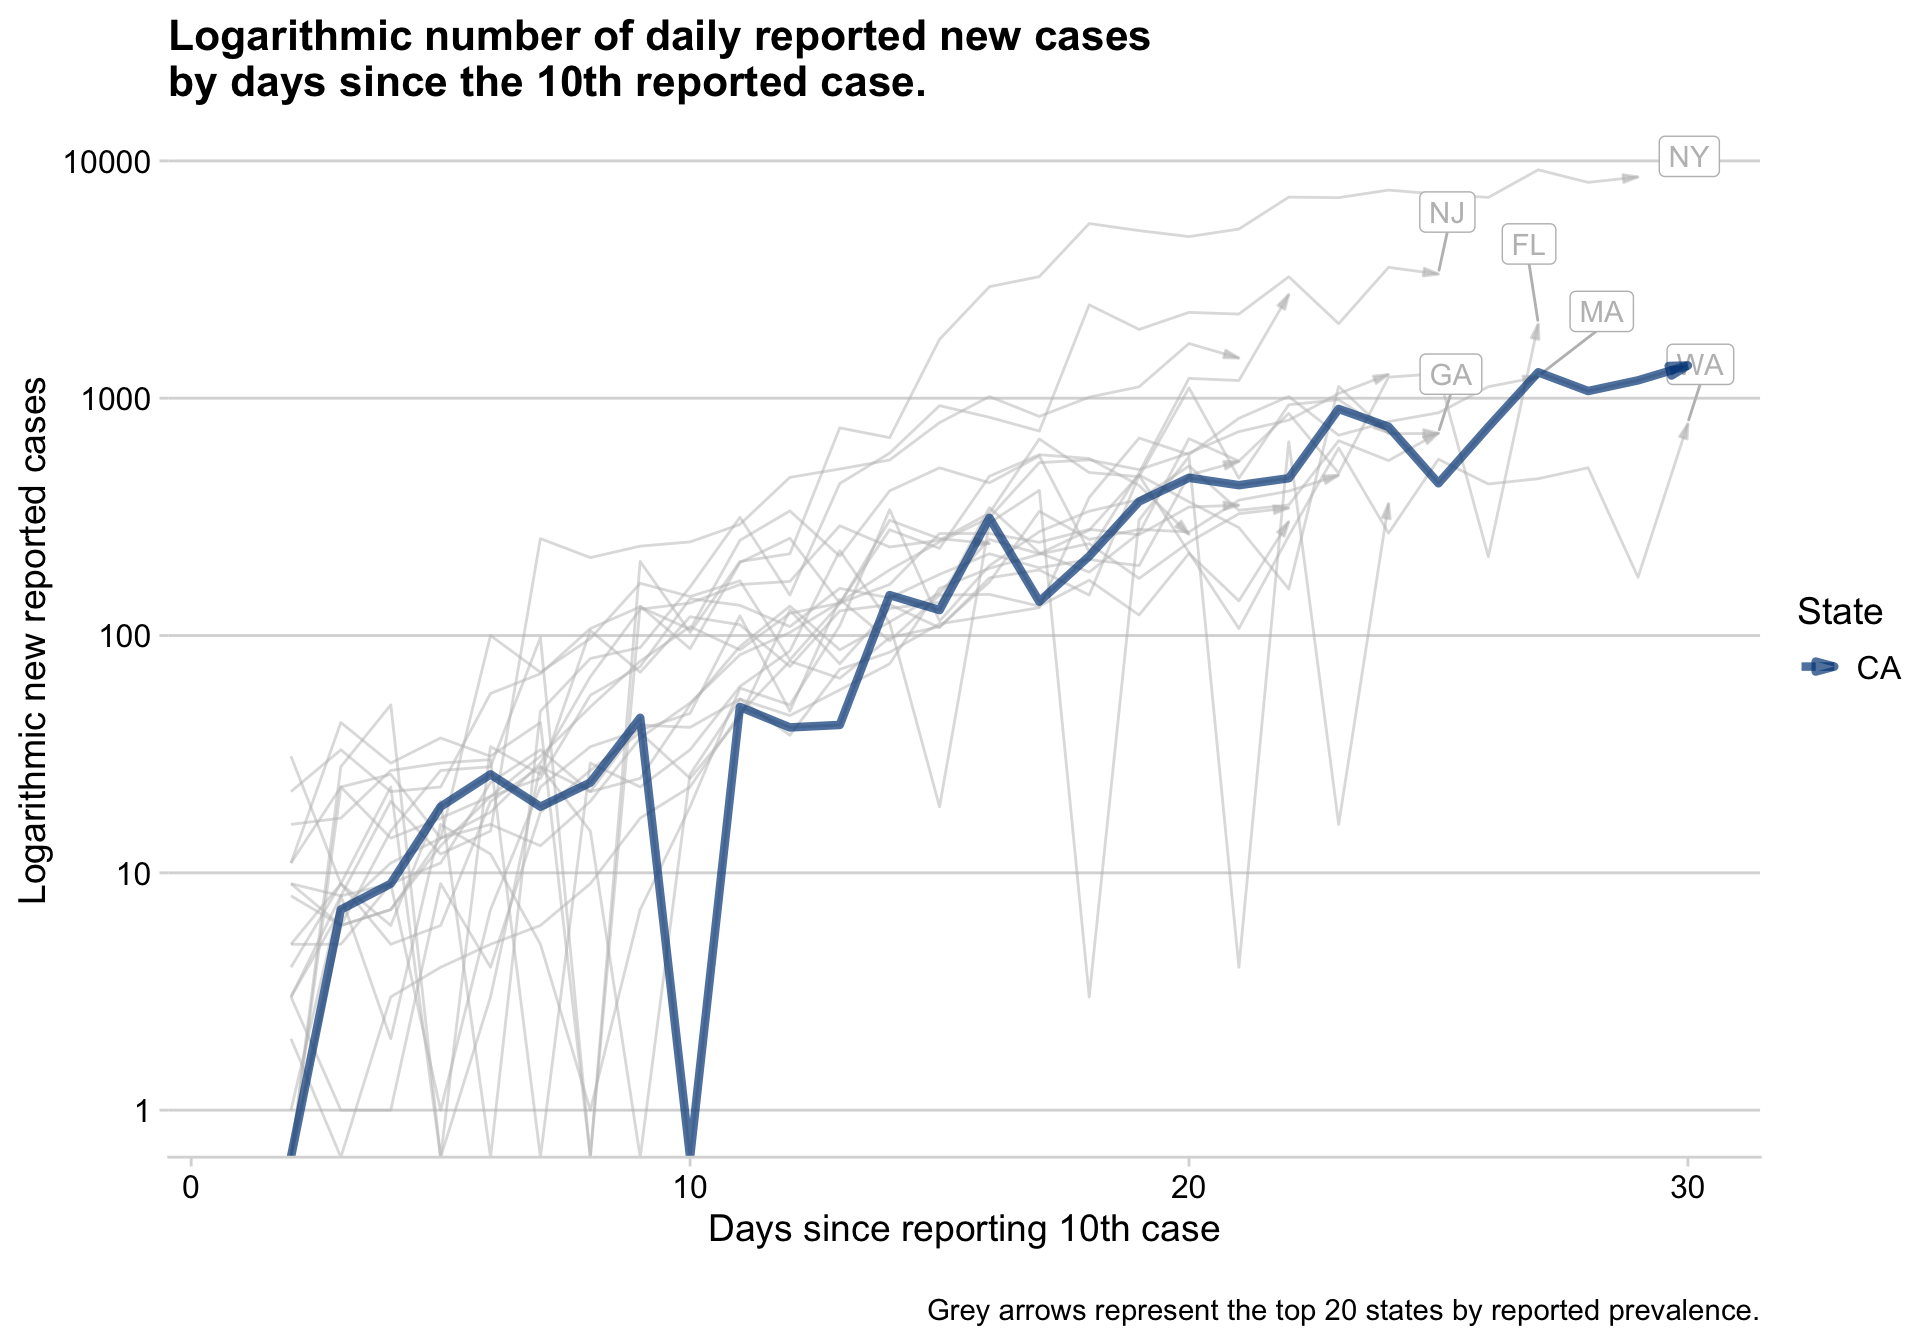 Logarithmic number of daily reported new cases
by days since the 10th reported case.
10000
1000
100
10
1
Logarithmic new reported cases
NY
NJ
FL
MA
WA
GA
State
CA
0
10
20
30
Days since reporting 10th case
Grey arrows represent the top 20 states by reported prevalence.